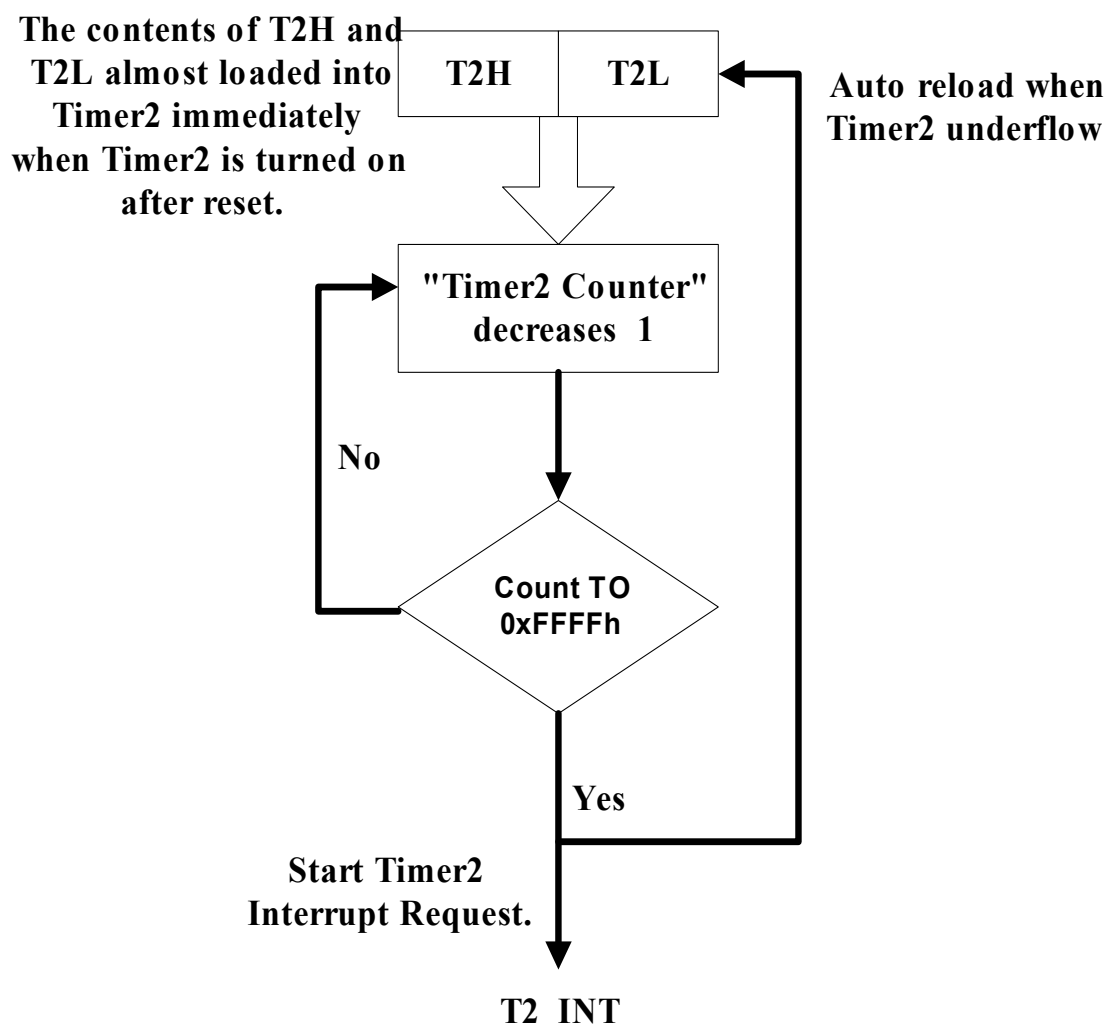 The contents of T2H and
T2L almost loaded into
Timer2 immediately
when Timer2 is turned on
after reset.
T2H
T2L
Auto reload when
Timer2 underflow
"Timer2 Counter"
decreases 1
No
Count TO
0xFFFFh
Yes
Start Timer2
Interrupt Request.
T2 INT